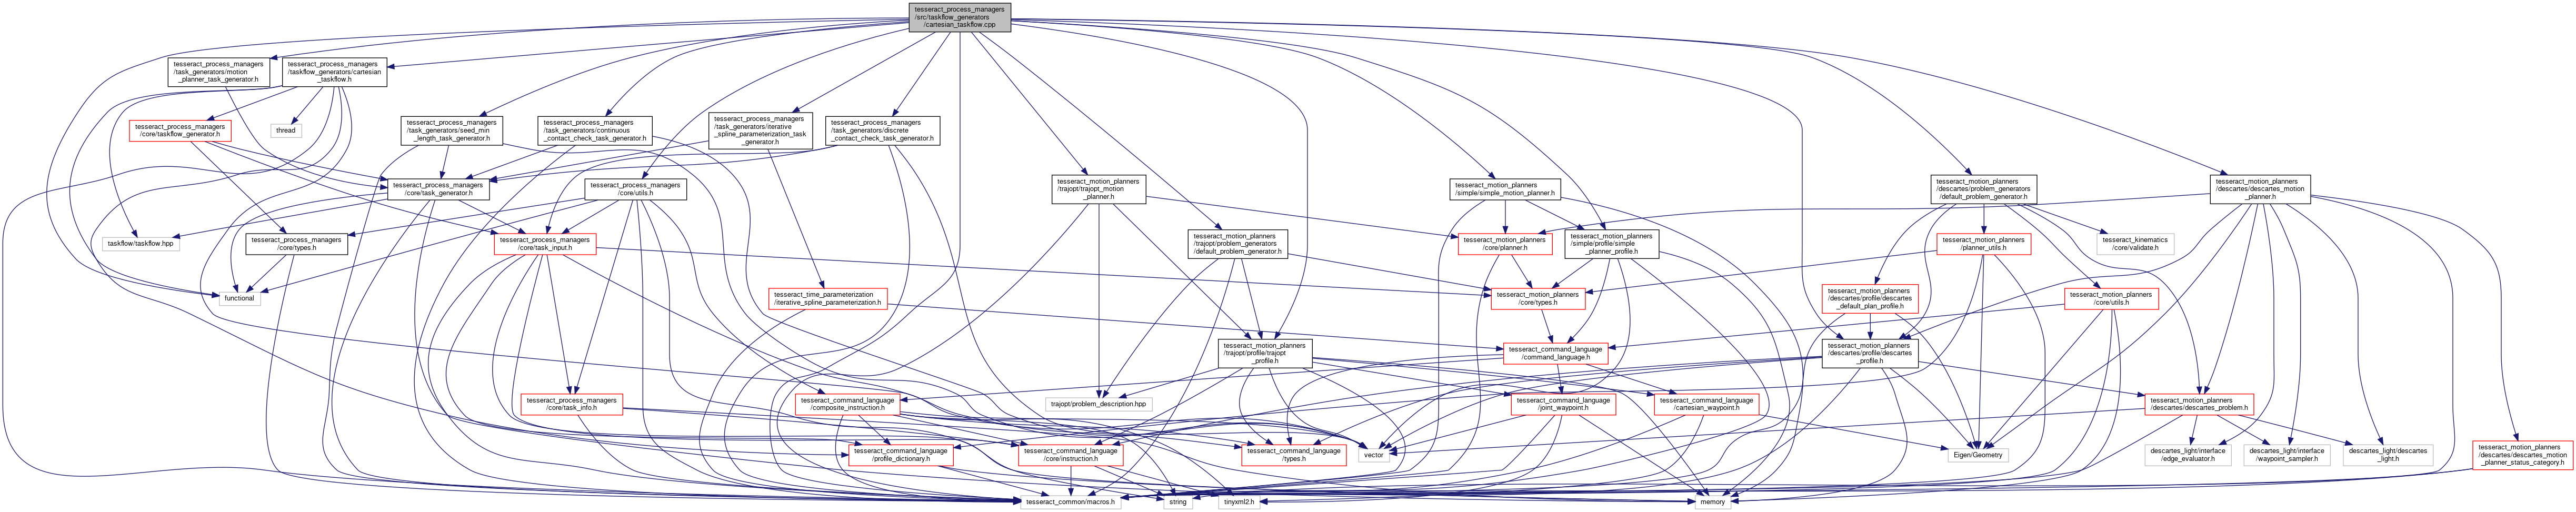 tesseract_process_managers
/src/taskflow_generators
/cartesian_taskflow.cpp
tesseract_process_managers
/task_generators/motion
_planner_task_generator.h
tesseract_process_managers
/taskflow_generators/cartesian
_taskflow.h
tesseract_process_managers
/core/taskflow_generator.h
thread
tesseract_process_managers
/task_generators/seed_min
_length_task_generator.h
tesseract_process_managers
/task_generators/continuous
_contact_check_task_generator.h
tesseract_process_managers
/task_generators/iterative
_spline_parameterization_task
_generator.h
tesseract_process_managers
/task_generators/discrete
_contact_check_task_generator.h
tesseract_process_managers
/core/task_generator.h
tesseract_process_managers
/core/utils.h
tesseract_motion_planners
/trajopt/trajopt_motion
_planner.h
tesseract_motion_planners
/simple/simple_motion_planner.h
tesseract_motion_planners
/descartes/problem_generators
/default_problem_generator.h
tesseract_motion_planners
/descartes/descartes_motion
_planner.h
taskflow/taskflow.hpp
tesseract_process_managers
/core/types.h
tesseract_process_managers
/core/task_input.h
tesseract_motion_planners
/trajopt/problem_generators
/default_problem_generator.h
tesseract_motion_planners
/core/planner.h
tesseract_motion_planners
/simple/profile/simple
_planner_profile.h
tesseract_motion_planners
/planner_utils.h
tesseract_kinematics
/core/validate.h
functional
tesseract_time_parameterization
/iterative_spline_parameterization.h
tesseract_motion_planners
/core/types.h
tesseract_motion_planners
/descartes/profile/descartes
_default_plan_profile.h
tesseract_motion_planners
/core/utils.h
tesseract_motion_planners
/trajopt/profile/trajopt
_profile.h
tesseract_command_language
/command_language.h
tesseract_motion_planners
/descartes/profile/descartes
_profile.h
tesseract_process_managers
/core/task_info.h
tesseract_command_language
/composite_instruction.h
trajopt/problem_description.hpp
tesseract_command_language
/joint_waypoint.h
tesseract_command_language
/cartesian_waypoint.h
tesseract_motion_planners
/descartes/descartes_problem.h
tesseract_command_language
/profile_dictionary.h
tesseract_command_language
/core/instruction.h
tesseract_command_language
/types.h
vector
Eigen/Geometry
descartes_light/interface
/edge_evaluator.h
descartes_light/interface
/waypoint_sampler.h
descartes_light/descartes
_light.h
tesseract_motion_planners
/descartes/descartes_motion
_planner_status_category.h
tesseract_common/macros.h
string
tinyxml2.h
memory